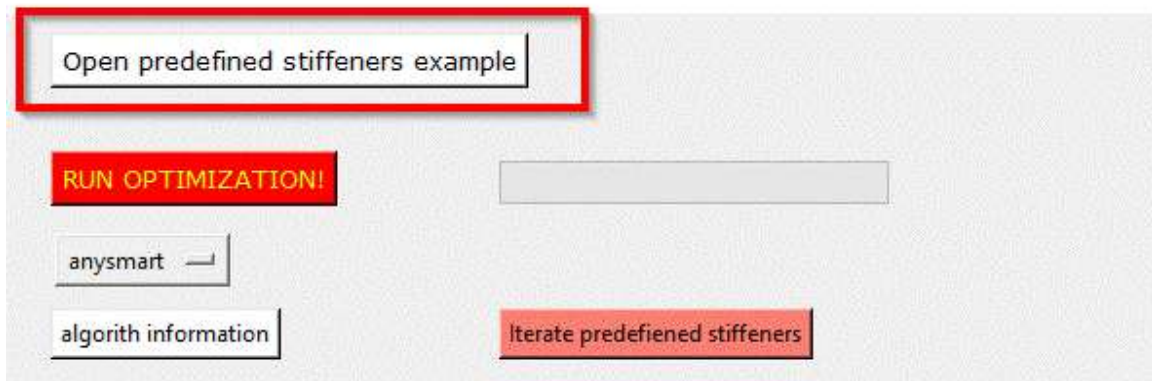 Open predefined stiffeners example
RUN OPTIMIZATION!
anysmart
algorith information
Iterate predefiened stiffeners